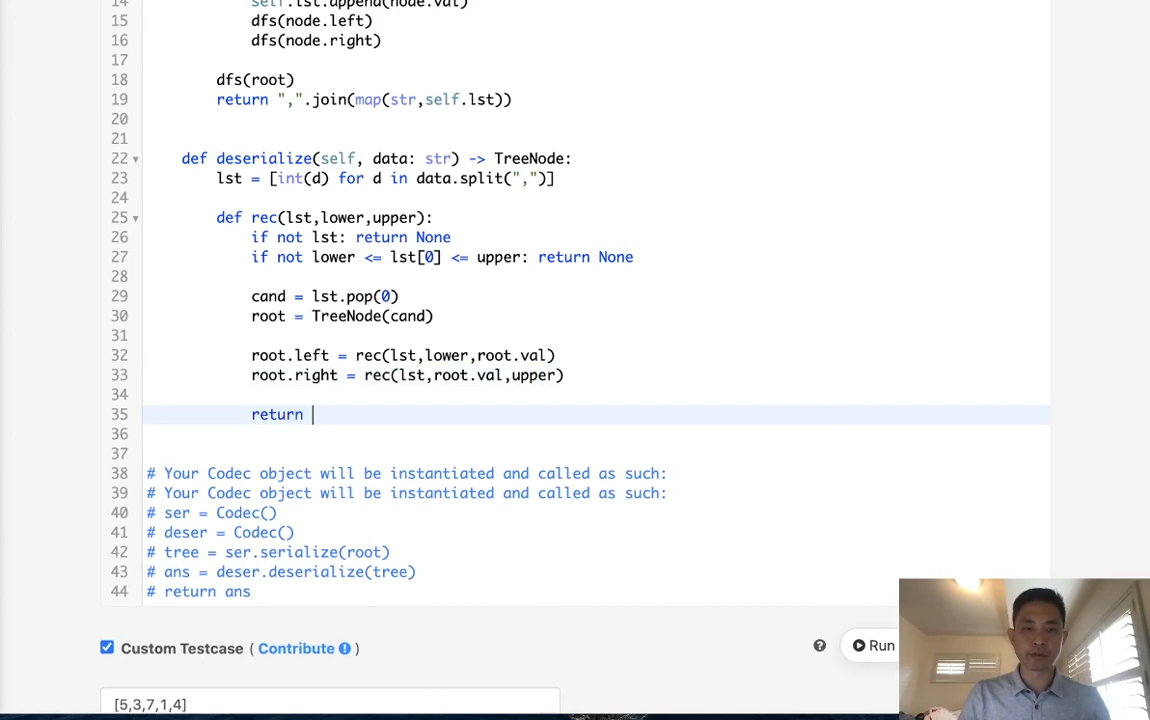 14 self.lst.append(node.val)
15 dfs(node.left)
16 dfs(node.right)
17
18 dfs(root)
19 return ",".join(map(str,self.lst))
20
21
22 def deserialize(self, data: str) -> TreeNode:
23 lst = [int(d) for d in data.split(",")]
24
25 def rec(lst,lower,upper):
26 if not lst: return None
27 if not lower <= lst[0] <= upper: return None
28
29 cand = lst.pop(0)
30 root = TreeNode(cand)
31
32 root.left = rec(lst,lower,root.val)
33 root.right = rec(lst,root.val,upper)
34
35 return
36
37
38 # Your Codec object will be instantiated and called as such:
39 # Your Codec object will be instantiated and called as such:
40 # ser = Codec()
41 # deser = Codec()
42 # tree = ser.serialize(root)
43 # ans = deser.deserialize(tree)
44 # return ans
Custom Testcase ( Contribute ) Run
[5,3,7,1,4]